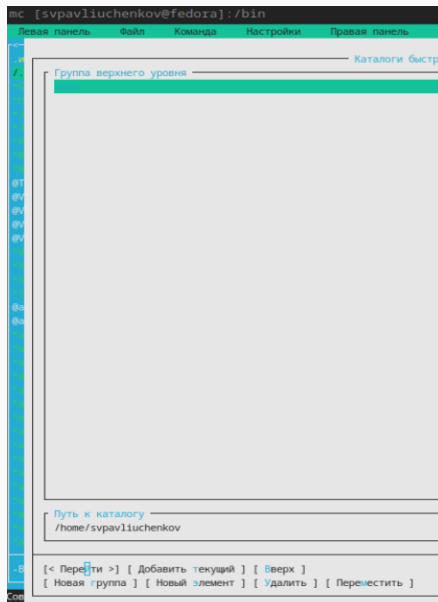 mc [svpavliuchenkov@fedora]:/bin
Левая панель Файл Команда Настройки Правая панель
Каталоги быстр
/.
Группа верхнего уровня
@T
@V
@V
@V
@V
@a
@a
Путь к каталогу
/home/svpavliuchenkov
-В
[< Перейти >] [ Добавить текущий ] [ Вверх ]
[ Новая группа ] [ Новый элемент ] [ Удалить ] [ Переместить ]
Сов